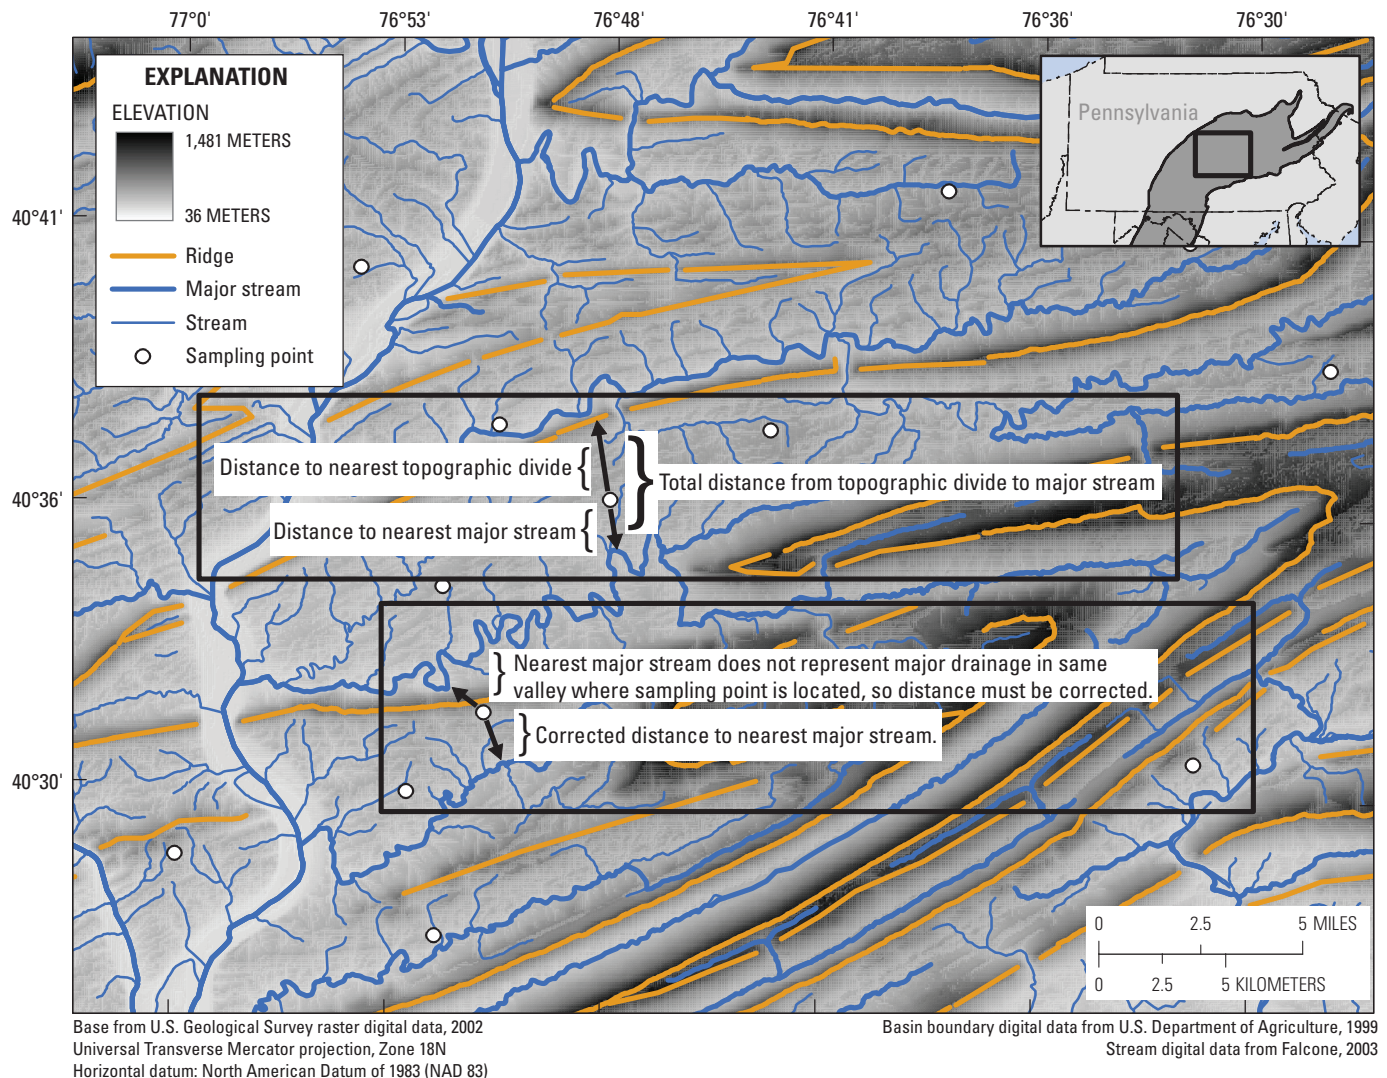 77°0'
76°53'
76°48'
76°41'
76°36'
76°30'
EXPLANATION
ELEVATION
1,481 METERS
36 METERS
Ridge
Major stream
Stream
Sampling point
Pennsylvania
40°41'
40°36'
40°30'
Distance to nearest topographic divide
Total distance from topographic divide to major stream
Distance to nearest major stream
Nearest major stream does not represent major drainage in same
valley where sampling point is located, so distance must be corrected.
Corrected distance to nearest major stream.
0 2.5 5 MILES
0 2.5 5 KILOMETERS
Base from U.S. Geological Survey raster digital data, 2002
Universal Transverse Mercator projection, Zone 18N
Horizontal datum: North American Datum of 1983 (NAD 83)
Basin boundary digital data from U.S. Department of Agriculture, 1999
Stream digital data from Falcone, 2003